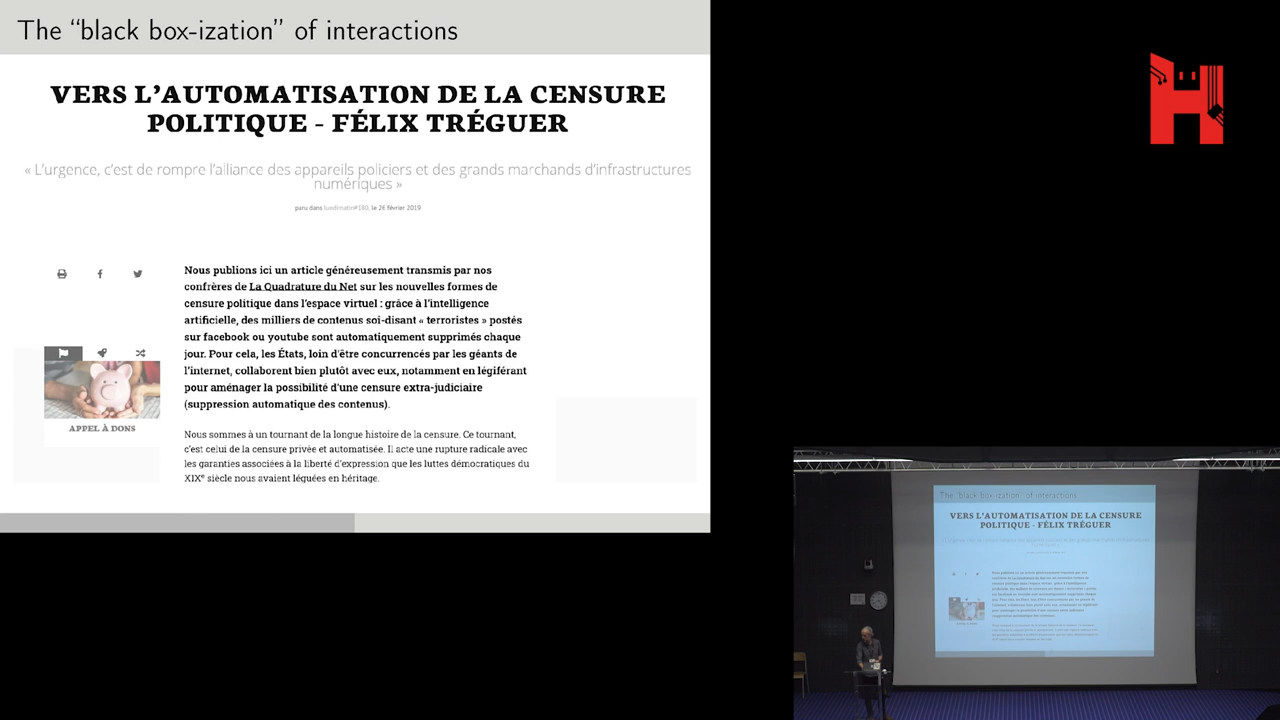 The “black box-ization” of interactions
VERS L’AUTOMATISATION DE LA CENSURE
POLITIQUE - FÉLIX TRÉGUER
« L’urgence, c’est de rompre l’alliance des appareils policiers et des grands marchands d’infrastructures
numériques »
paru dans lundimatin#180, le 26 février 2019
Nous publions ici un article généreusement transmis par nos
confrères de La Quadrature du Net sur les nouvelles formes de
censure politique dans l’espace virtuel : grâce à l’intelligence
artificielle, des milliers de contenus soi-disant « terroristes » postés
sur facebook ou youtube sont automatiquement supprimés chaque
jour. Pour cela, les États, loin d’être concurrencés par les géants de
l’internet, collaborent bien plutôt avec eux, notamment en légiférant
pour aménager la possibilité d’une censure extra-judiciaire
(suppression automatique des contenus).
APPEL À DONS
Nous sommes à un tournant de la longue histoire de la censure. Ce tournant,
c’est celui de la censure privée et automatisée. Il acte une rupture radicale avec
les garanties associées à la liberté d’expression que les luttes démocratiques du
XIXe siècle nous avaient léguées en héritage.
The “black box-ization” of interactions
VERS L’AUTOMATISATION DE LA CENSURE
POLITIQUE - FÉLIX TRÉGUER